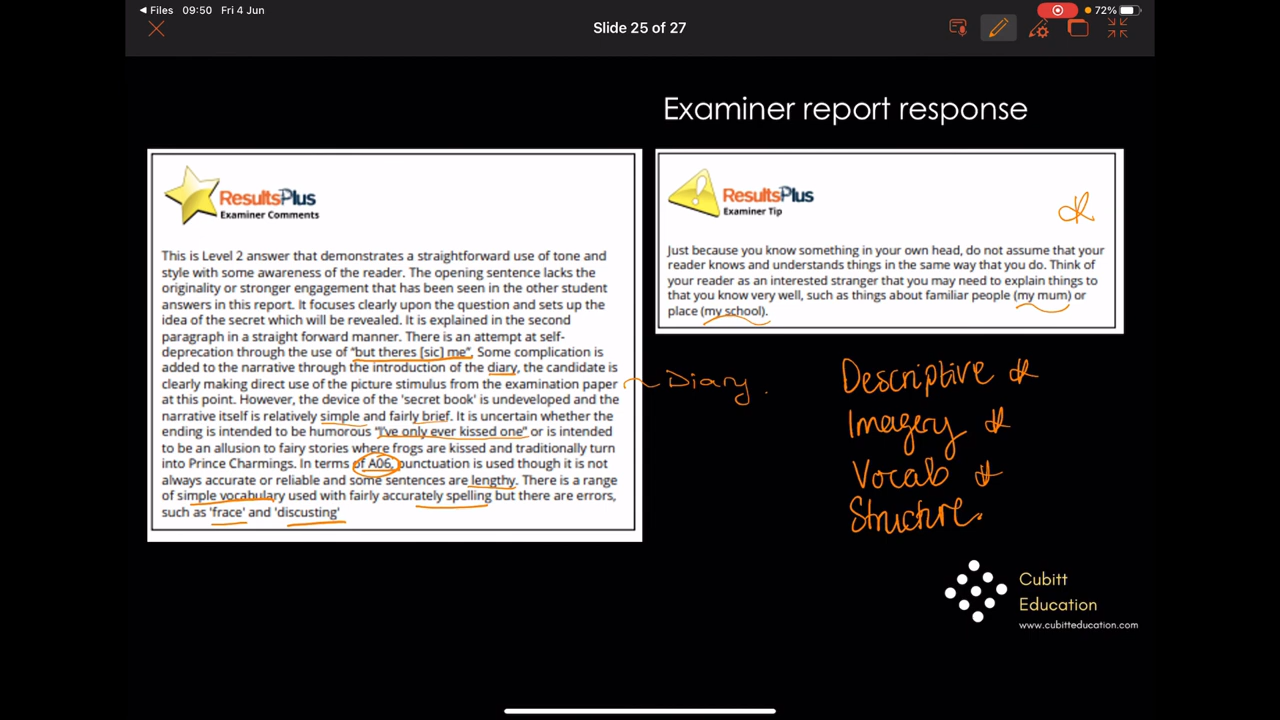 Files 09:50 Fri 4 Jun
72%
Slide 25 of 27
Examiner report response
ResultsPlus
Examiner Comments
This is Level 2 answer that demonstrates a straightforward use of tone and
style with some awareness of the reader. The opening sentence lacks the
originality or stronger engagement that has been seen in the other student
answers in this report. It focuses clearly upon the question and sets up the
idea of the secret which will be revealed. It is explained in the second
paragraph in a straight forward manner. There is an attempt at self-
deprecation through the use of "but theres [sic] me". Some complication is
added to the narrative through the introduction of the diary, the candidate is
clearly making direct use of the picture stimulus from the examination paper
at this point. However, the device of the 'secret book' is undeveloped and the
narrative itself is relatively simple and fairly brief. It is uncertain whether the
ending is intended to be humorous "I've only ever kissed one" or is intended
to be an allusion to fairy stories where frogs are kissed and traditionally turn
into Prince Charmings. In terms of A06, punctuation is used though it is not
always accurate or reliable and some sentences are lengthy. There is a range
of simple vocabulary used with fairly accurately spelling but there are errors,
such as 'frace' and 'discusting'
ResultsPlus
Examiner Tip
Just because you know something in your own head, do not assume that your
reader knows and understands things in the same way that you do. Think of
your reader as an interested stranger that you may need to explain things to
that you know very well, such as things about familiar people (my mum) or
place (my school).
Diary.
Descriptive
Imagery
Vocab
Structure.
Cubitt
Education
www.cubitteducation.com